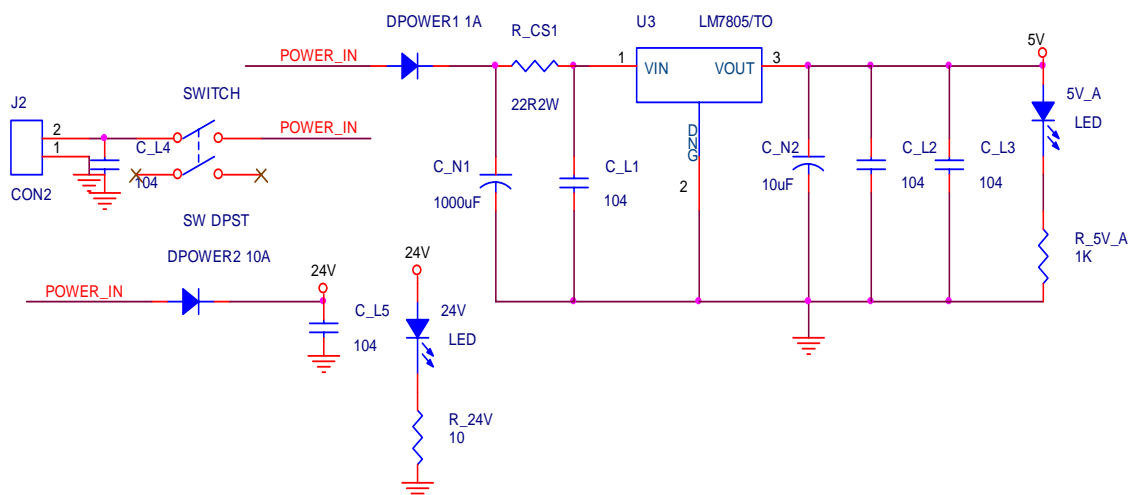 DPOWER1 1A
R_CS1
U3
LM7805/TO
POWER_IN
1
VIN
VOUT
3
5V
22R2W
5V_A
LED
J2
SWITCH
2
1
POWER_IN
C_L4
104
CON2
GND
2
C_N1
1000uF
C_L1
104
C_N2
10uF
C_L2
104
C_L3
104
SW DPST
R_5V_A
1K
DPOWER2 10A
POWER_IN
24V
C_L5
104
24V
24V
LED
R_24V
10